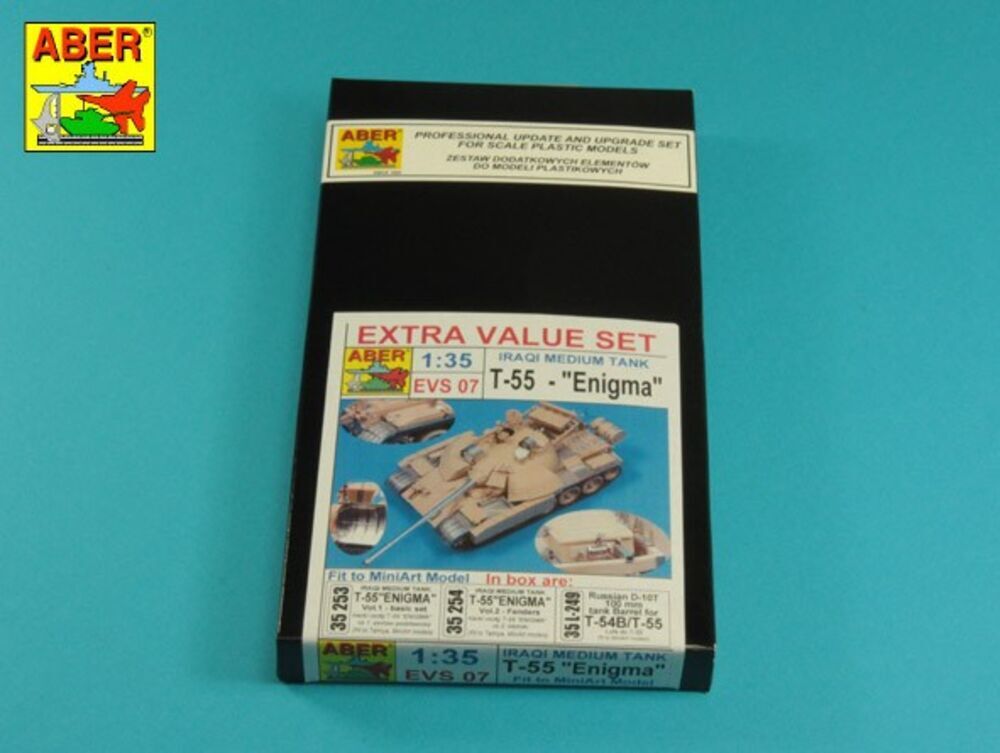 ABER®
ABER
PROFESSIONAL UPDATE AND UPGRADE SET
FOR SCALE PLASTIC MODELS
ZESTAW DODATKOWYCH ELEMENTÓW
DO MODELI PLASTIKOWYCH
EXTRA VALUE SET
ABER
1:35
EVS 07
IRAQI MEDIUM TANK
T-55 - "Enigma"
Fit to MiniArt Model
In box are:
35 253
IRAQI MEDIUM TANK
T-55"ENIGMA"
Vol.1 - basic set
35 254
IRAQI MEDIUM TANK
T-55"ENIGMA"
Vol.2 - Fenders
35 L-249
Russian D-10T
100 mm
tank Barrel for
T-54B/T-55
ABER
1:35
EVS 07
IRAQI MEDIUM TANK
T-55 "Enigma"
Fit to MiniArt Model